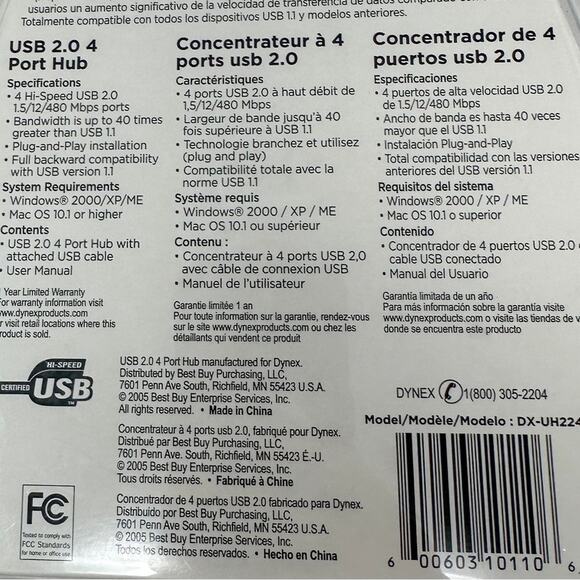 usuarios un aumento significativo de la velocidad de transferencia de datos comparado con
Totalmente compatible con todos los dispositivos USB 1.1 y modelos anteriores.
USB 2.0 4
Port Hub
Specifications
• 4 Hi-Speed USB 2.0
1.5/12/480 Mbps ports
• Bandwidth is up to 40 times
greater than USB 1.1
• Plug-and-Play installation
• Full backward compatibility
with USB version 1.1
System Requirements
• Windows® 2000/XP/ME
• Mac OS 10.1 or higher
Contents
• USB 2.0 4 Port Hub with
attached USB cable
• User Manual
Year Limited Warranty
For warranty information visit
www.dynexproducts.com
or visit retail locations where this
product is sold.
Concentrateur à 4
ports usb 2.0
Caractéristiques
• 4 ports USB 2.0 à haut débit de
1,5/12/480 Mbps
• Largeur de bande jusqu'à 40
fois supérieure à USB 1.1
• Technologie branchez et utilisez
(plug and play)
• Compatibilité totale avec la
norme USB 1.1
Système requis
• Windows® 2000 / XP / ME
• Mac OS 10.1 ou supérieur
Contenu :
• Concentrateur à 4 ports USB 2,0
avec câble de connexion USB
• Manuel de l'utilisateur
Garantie limitée 1 an
Pour toute information sur la garantie, rendez-vous
sur le site www.dynexproducts.com ou chez les
détaillants qui vendent ce produit
Concentrador de 4
puertos usb 2.0
Especificaciones
• 4 puertos de alta velocidad USB 2.0
de 1.5/12/480 Mbps
• Ancho de banda es hasta 40 veces
mayor que el USB 1.1
• Instalación Plug-and-Play
• Total compatibilidad con las versiones
anteriores del USB versión 1.1
Requisitos del sistema
• Windows® 2000 / XP / ME
• Mac OS 10.1 o superior
Contenido
• Concentrador de 4 puertos USB 2.0
cable USB conectado
• Manual del Usuario
Garantía limitada de un año
Para más información sobre la garantía visite
www.dynexproducts.com o visite las tiendas de
donde se encuentra este producto
HI-SPEED
CERTIFIED USB
TM
USB 2.0 4 Port Hub manufactured for Dynex.
Distributed by Best Buy Purchasing, LLC,
7601 Penn Ave South, Richfield, MN 55423 U.S.A.
© 2005 Best Buy Enterprise Services, Inc.
All rights reserved. • Made in China
Concentrateur à 4 ports usb 2.0, fabriqué pour Dynex.
Distribué par Best Buy Purchasing, LLC,
7601 Penn Ave South, Richfield, MN 55423 É.-U.
© 2005 Best Buy Enterprise Services, Inc.
Tous droits réservés. • Fabriqué à Chine
Concentrador de 4 puertos USB 2.0 fabricado para Dynex.
Distribuido por Best Buy Purchasing, LLC,
7601 Penn Ave South, Richfield, MN 55423 U.S.A.
© 2005 Best Buy Enterprise Services, Inc.
Todos los derechos reservados. • Hecho en China
FC
Tested to comply with
FCC Standards
for home or office use
DYNEX 1(800) 305-2204
Model/Modèle/Modelo : DX-UH224
6 00603 10110